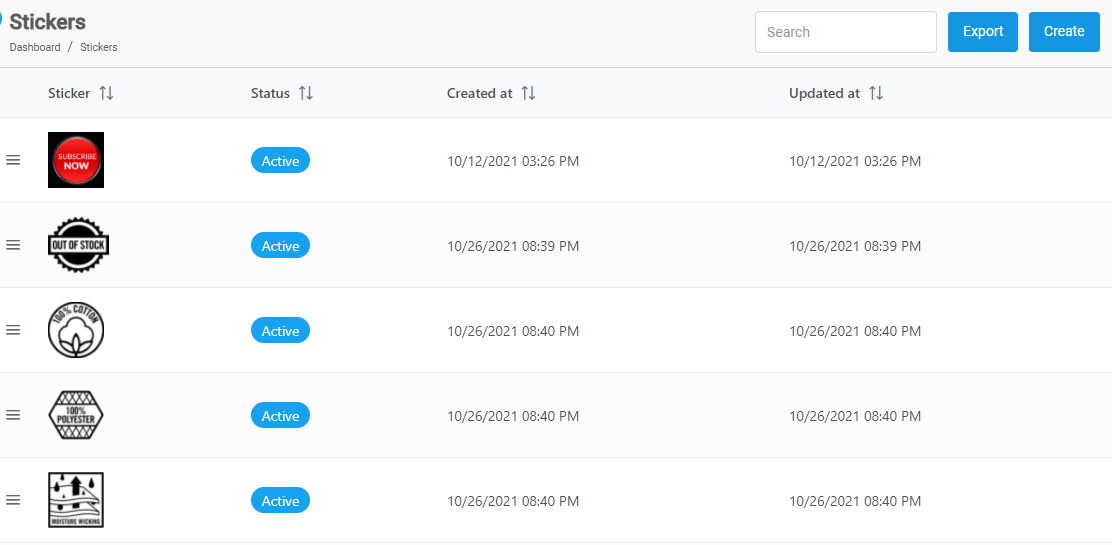 Stickers
Dashboard / Stickers
Search
Export
Create
Sticker Status Created at Updated at
SUBSCRIBE
NOW
Active 10/12/2021 03:26 PM 10/12/2021 03:26 PM
OUT OF STOCK
Active 10/26/2021 08:39 PM 10/26/2021 08:39 PM
100% COTTON
Active 10/26/2021 08:40 PM 10/26/2021 08:40 PM
100%
POLYESTER
Active 10/26/2021 08:40 PM 10/26/2021 08:40 PM
MOISTURE WICKING
Active 10/26/2021 08:40 PM 10/26/2021 08:40 PM